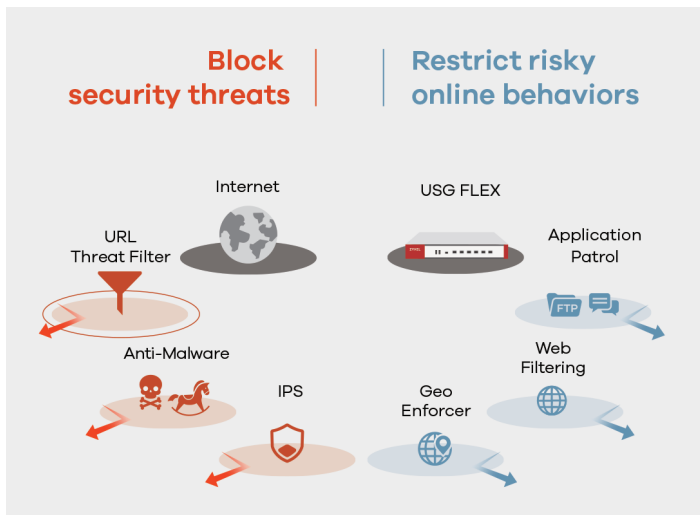 Block
security threats
Restrict risky
online behaviors
Internet
USG FLEX
URL
Threat Filter
Application
Patrol
ZYXEL
FTP
Anti-Malware
Web
Filtering
IPS
Geo
Enforcer